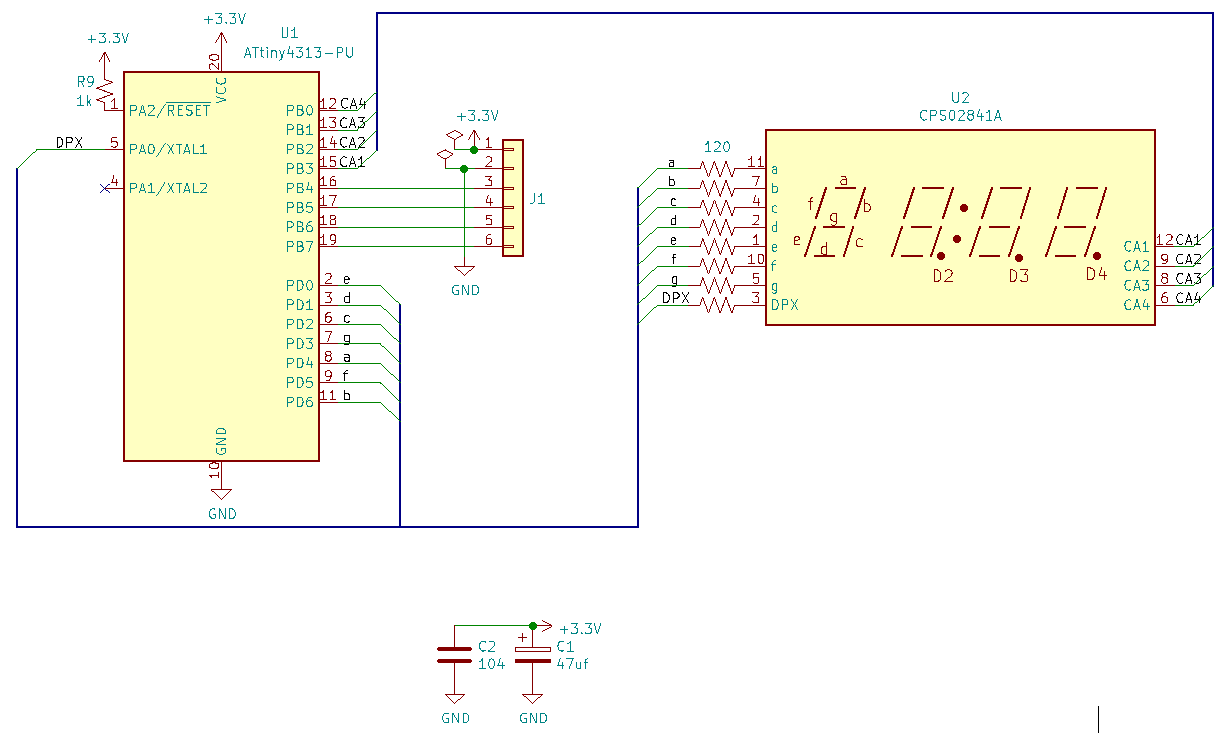 +3.3V
U1
ATtiny4313-PU
+3.3V
R9
1k
20
VCC
1 PA2/RESET
DPX 5 PA0/XTAL1
4 PA1/XTAL2
PB0 12 CA4
PB1 13 CA3
PB2 14 CA2
PB3 15 CA1
PB4 16
PB5 17
PB6 18
PB7 19
PD0 2 e
PD1 3 d
PD2 6 c
PD3 7 g
PD4 8 a
PD5 9 f
PD6 11 b
GND
10
GND
+3.3V
1
2
3
4
5
6
J1
GND
120
a 11 a
b 7 b
c 4 c
d 2 d
e 1 e
f 10 f
g 5 g
DPX 3 DPX
U2
CPS02841A
a
f
b
g
e
d
c
D2
D3
D4
CA1 12 CA1
CA2 9 CA2
CA3 8 CA3
CA4 6 CA4
+3.3V
+
C2
104
C1
47uf
GND
GND